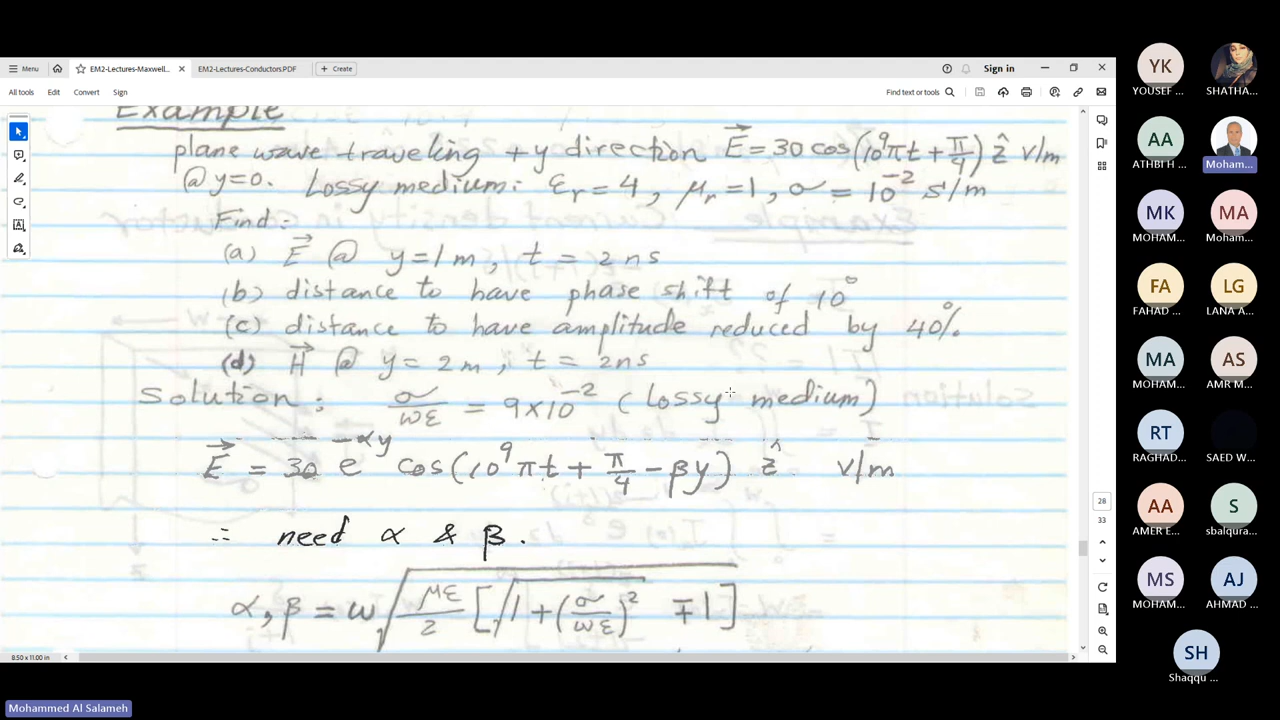 Menu
EM2-Lectures-Maxwell...
EM2-Lectures-Conductors.PDF
Create
Sign in
All tools Edit Convert Sign
Find text or tools
Example
plane wave traveling +y direction E⃗ = 30 cos(10⁹πt + π/4) ẑ v/m
@ y=0. Lossy medium: εr = 4, μr = 1, σ = 10⁻² s/m
Find:
(a) E⃗ @ y=1m, t = 2ns
(b) distance to have phase shift of 10°
(c) distance to have amplitude reduced by 40%
(d) H⃗ @ y = 2m, t = 2ns
Solution: σ/ωε = 9×10⁻² (Lossy medium)
E⃗ = 30 e^(-αy) cos(10⁹πt + π/4 - βy) ẑ v/m
∴ need α & β.
α, β = ω√(με/2 [√(1+(σ/ωε)²) ∓1])
28
33
8.50 x 11.00 in
YK
YOUSEF ...
SHATHA...
AA
ATHBI H ...
Moham...
MK
MOHAM...
MA
Moham...
FA
FAHAD ...
LG
LANA A...
MA
MOHAM...
AS
AMR M...
RT
RAGHAD...
SAED W...
AA
AMER E...
S
sbalqura...
MS
MOHAM...
AJ
AHMAD ...
SH
Shaqqu ...
Mohammed Al Salameh